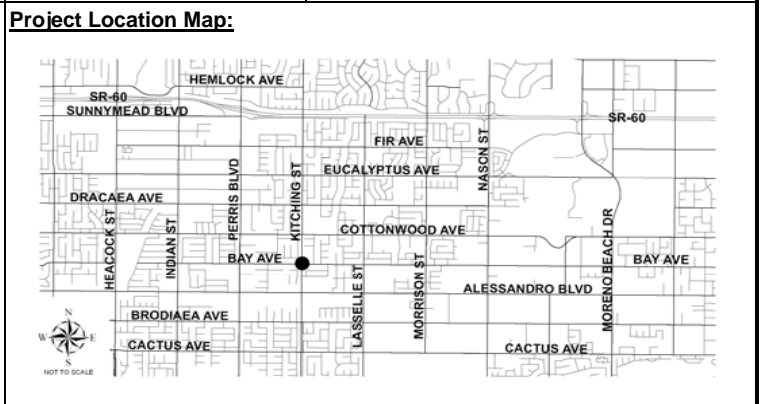 Project Location Map:
HEMLOCK AVE
SR-60
SUNNYMEAD BLVD
SR-60
FIR AVE
EUCALYPTUS AVE
NASON ST
DRACAEA AVE
PERRIS BLVD
KITCHING ST
HEACOCK ST
INDIAN ST
COTTONWOOD AVE
MORENO BEACH DR
BAY AVE
BAY AVE
LASSELLE ST
MORRISON ST
ALESSANDRO BLVD
BRODIAEA AVE
CACTUS AVE
CACTUS AVE
N
W E
S
NOT TO SCALE